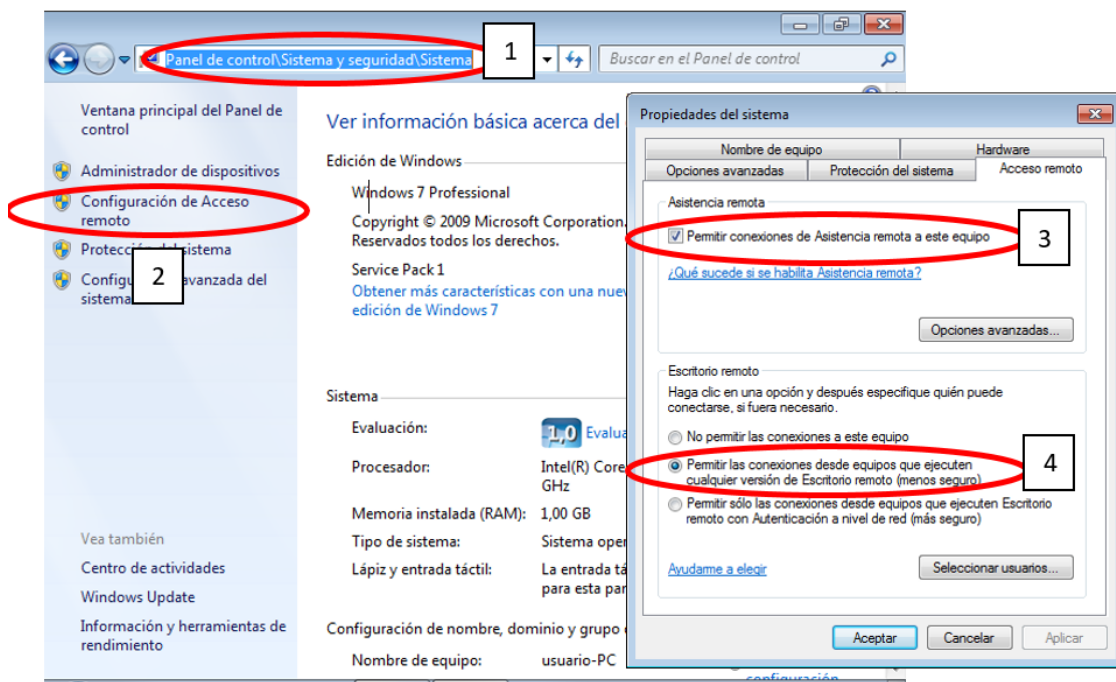 Panel de control\Sistema y seguridad\Sistema
1
Buscar en el Panel de control
Ventana principal del Panel de
control
Administrador de dispositivos
Configuración de Acceso
remoto
Protección del sistema
2
Configu avanzada del
sistema
Vea también
Centro de actividades
Windows Update
Información y herramientas de
rendimiento
Ver información básica acerca del
Edición de Windows
Windows 7 Professional
Copyright © 2009 Microsoft Corporation.
Reservados todos los derechos.
Service Pack 1
Obtener más características con una nue
edición de Windows 7
Sistema
Evaluación:
1,0 Evalua
Procesador:
Intel(R) Core
GHz
Memoria instalada (RAM):
1,00 GB
Tipo de sistema:
Sistema oper
Lápiz y entrada táctil:
La entrada tá
para esta par
Configuración de nombre, dominio y grupo
Nombre de equipo:
usuario-PC
configuración
Propiedades del sistema
Nombre de equipo
Hardware
Opciones avanzadas
Protección del sistema
Acceso remoto
Asistencia remota
Permitir conexiones de Asistencia remota a este equipo
3
¿Qué sucede si se habilita Asistencia remota?
Opciones avanzadas...
Escritorio remoto
Haga clic en una opción y después especifique quién puede
conectarse, si fuera necesario.
No permitir las conexiones a este equipo
Permitir las conexiones desde equipos que ejecuten
cualquier versión de Escritorio remoto (menos seguro)
4
Permitir sólo las conexiones desde equipos que ejecuten Escritorio
remoto con Autenticación a nivel de red (más seguro)
Ayudarme a elegir
Seleccionar usuarios...
Aceptar
Cancelar
Aplicar